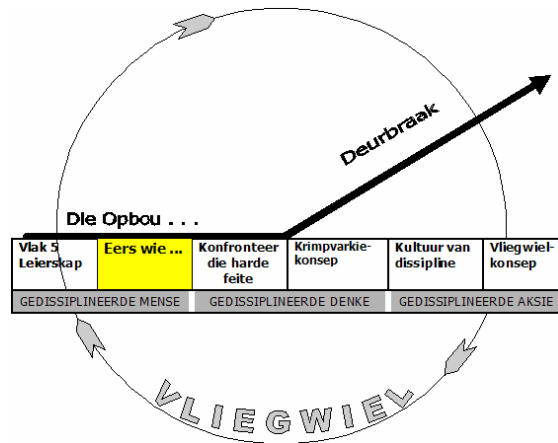 Deurbraak
Die Opbou . . .
Vlak 5
Leierskap
Eers wie ...
Konfronteer
die harde
feite
Krimpvarkie-
konsep
Kultuur van
dissipline
Vliegwiel-
konsep
GEDISSIPLINEERDE MENSE
GEDISSIPLINEERDE DENKE
GEDISSIPLINEERDE AKSIE
VLIEGWIEL